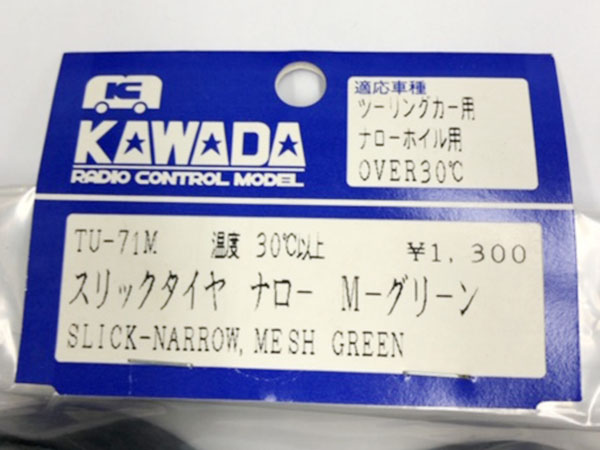 K
KAWADA
RADIO CONTROL MODEL
適応車種
ツーリングカー用
ナローホイル用
OVER30℃
TU-71M 温度 30℃以上 ¥1,300
スリックタイヤ ナロー M-グリーン
SLICK-NARROW, MESH GREEN